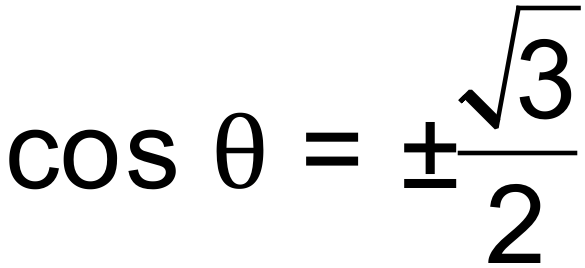 cos θ = ±√3/2